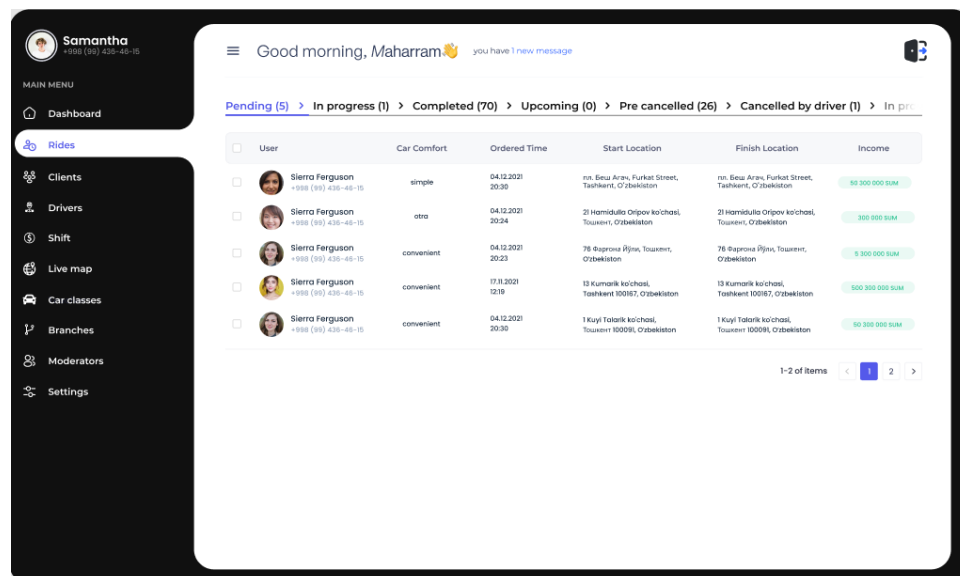 Samantha
+998 (99) 436-46-15
MAIN MENU
Dashboard
Rides
Clients
Drivers
Shift
Live map
Car classes
Branches
Moderators
Settings
Good morning, Maharram👋 you have 1 new message
Pending (5) > In progress (1) > Completed (70) > Upcoming (0) > Pre cancelled (26) > Cancelled by driver (1) > In pro
User Car Comfort Ordered Time Start Location Finish Location Income
Sierra Ferguson
+998 (99) 436-46-15
simple
04.12.2021
20:30
пл. Беш Агач, Furkat Street,
Tashkent, O'zbekiston
пл. Беш Агач, Furkat Street,
Tashkent, O'zbekiston
50 300 000 SUM
Sierra Ferguson
+998 (99) 436-46-15
otra
04.12.2021
20:24
21 Hamidulla Oripov ko'chasi,
Тошкент, O'zbekiston
21 Hamidulla Oripov ko'chasi,
Тошкент, O'zbekiston
300 000 SUM
Sierra Ferguson
+998 (99) 436-46-15
convenient
04.12.2021
20:23
76 Фаргона Йўли, Тошкент,
O'zbekiston
76 Фаргона Йўли, Тошкент,
O'zbekiston
5 300 000 SUM
Sierra Ferguson
+998 (99) 436-46-15
convenient
17.11.2021
12:19
13 Kumarik ko'chasi,
Tashkent 100167, O'zbekiston
13 Kumarik ko'chasi,
Tashkent 100167, O'zbekiston
500 300 000 SUM
Sierra Ferguson
+998 (99) 436-46-15
convenient
04.12.2021
20:30
1 Kuyi Talarik ko'chasi,
Тошкент 100091, O'zbekiston
1 Kuyi Talarik ko'chasi,
Тошкент 100091, O'zbekiston
50 300 000 SUM
1-2 of items < 1 2 >